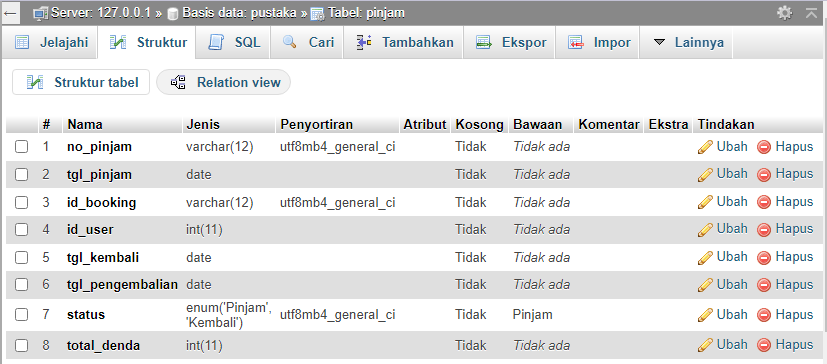 Server: 127.0.0.1 » Basis data: pustaka » Tabel: pinjam
Jelajahi Struktur SQL Cari Tambahkan Ekspor Impor Lainnya
Struktur tabel Relation view
# Nama Jenis Penyortiran Atribut Kosong Bawaan Komentar Ekstra Tindakan
1 no_pinjam varchar(12) utf8mb4_general_ci Tidak Tidak ada Ubah Hapus
2 tgl_pinjam date Tidak Tidak ada Ubah Hapus
3 id_booking varchar(12) utf8mb4_general_ci Tidak Tidak ada Ubah Hapus
4 id_user int(11) Tidak Tidak ada Ubah Hapus
5 tgl_kembali date Tidak Tidak ada Ubah Hapus
6 tgl_pengembalian date Tidak Tidak ada Ubah Hapus
7 status enum('Pinjam', 'Kembali') utf8mb4_general_ci Tidak Pinjam Ubah Hapus
8 total_denda int(11) Tidak Tidak ada Ubah Hapus